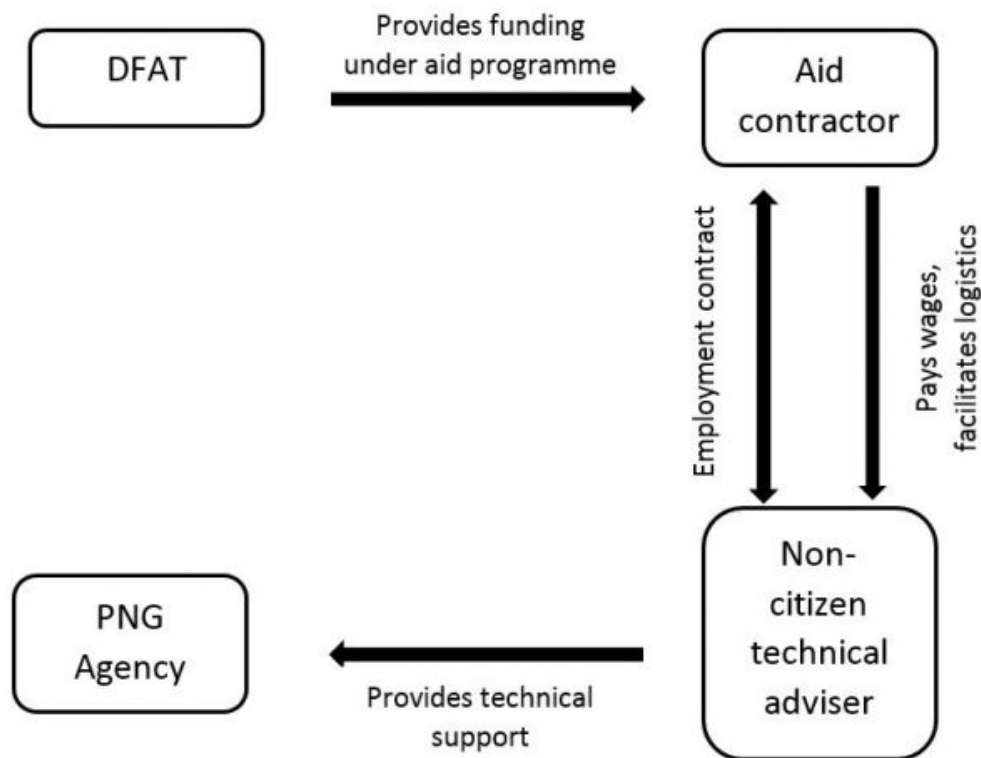 DFAT
Provides funding
under aid programme
Aid
contractor
Employment contract
Pays wages,
facilitates logistics
PNG
Agency
Provides technical
support
Non-
citizen
technical
adviser